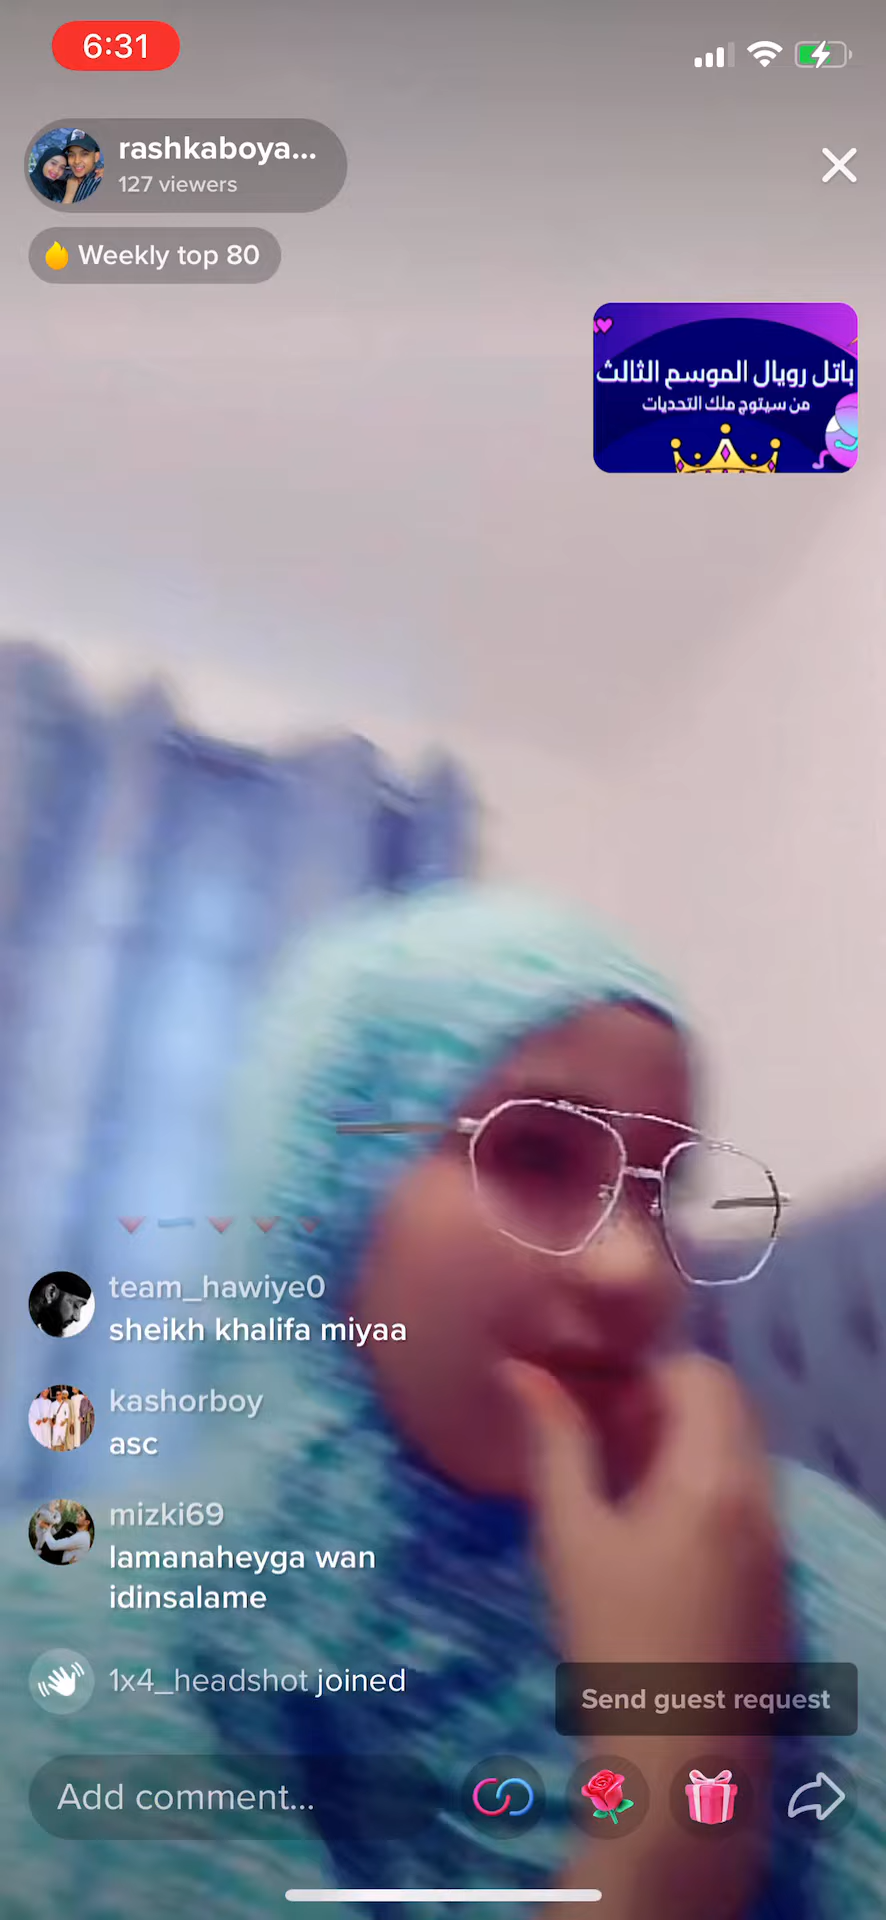 6:31
rashkaboya...
127 viewers
Weekly top 80
باتل رويال الموسم الثالث
من سيتوج ملك التحديات
team_hawiye0
sheikh khalifa miyaa
kashorboy
asc
mizki69
lamanaheyga wan
idinsalame
1x4_headshot joined
Send guest request
Add comment...